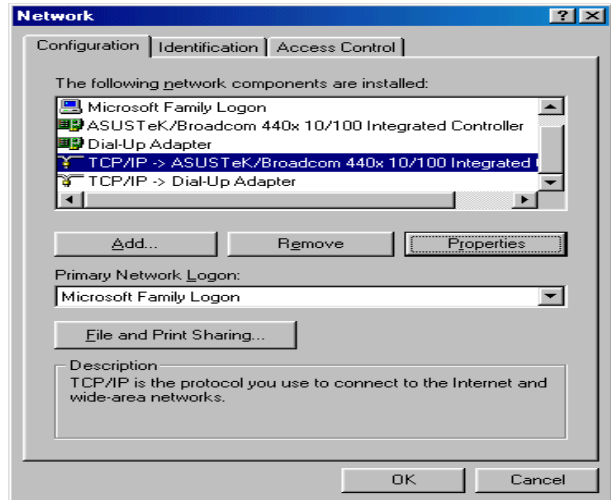 Network
Configuration Identification Access Control
The following network components are installed:
Microsoft Family Logon
ASUSTeK/Broadcom 440x 10/100 Integrated Controller
Dial-Up Adapter
TCP/IP -> ASUSTeK/Broadcom 440x 10/100 Integrated
TCP/IP -> Dial-Up Adapter
Add... Remove Properties
Primary Network Logon:
Microsoft Family Logon
File and Print Sharing...
Description
TCP/IP is the protocol you use to connect to the Internet and
wide-area networks.
OK Cancel